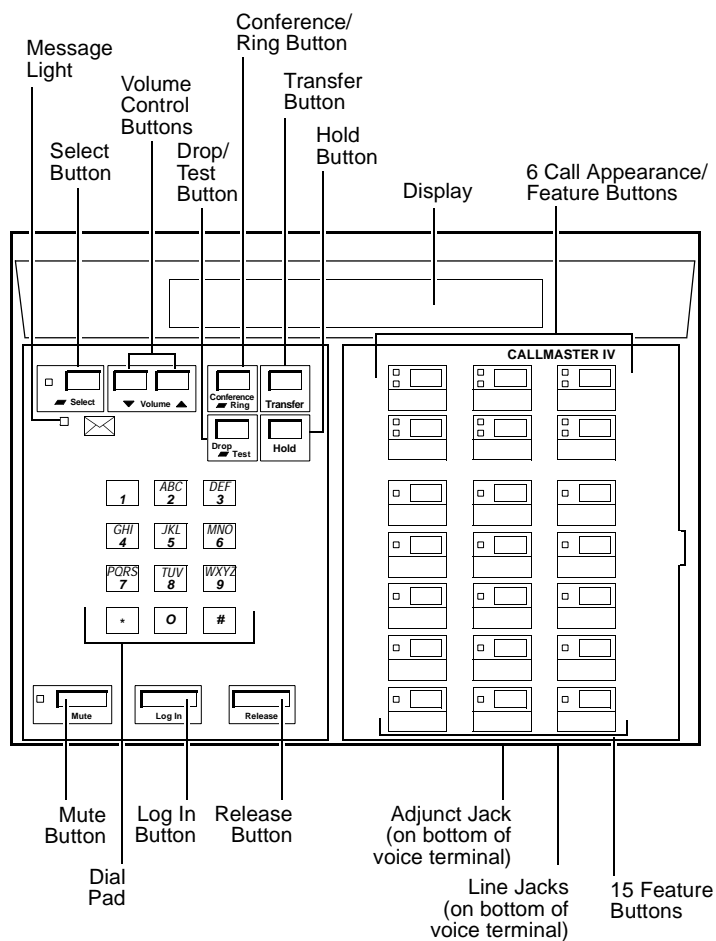 Conference/
Ring Button
Message
Light
Volume
Control
Buttons
Transfer
Button
Select
Button
Drop/
Test
Button
Hold
Button
Display
6 Call Appearance/
Feature Buttons
CALLMASTER IV
Select
Volume
Conference
Ring
Transfer
Drop
Test
Hold
1
ABC
2
DEF
3
GHI
4
JKL
5
MNO
6
PQRS
7
TUV
8
WXYZ
9
*
O
#
Mute
Log In
Release
Mute
Button
Log In
Button
Release
Button
Dial
Pad
Adjunct Jack
(on bottom of
voice terminal)
Line Jacks
(on bottom of
voice terminal)
15 Feature
Buttons